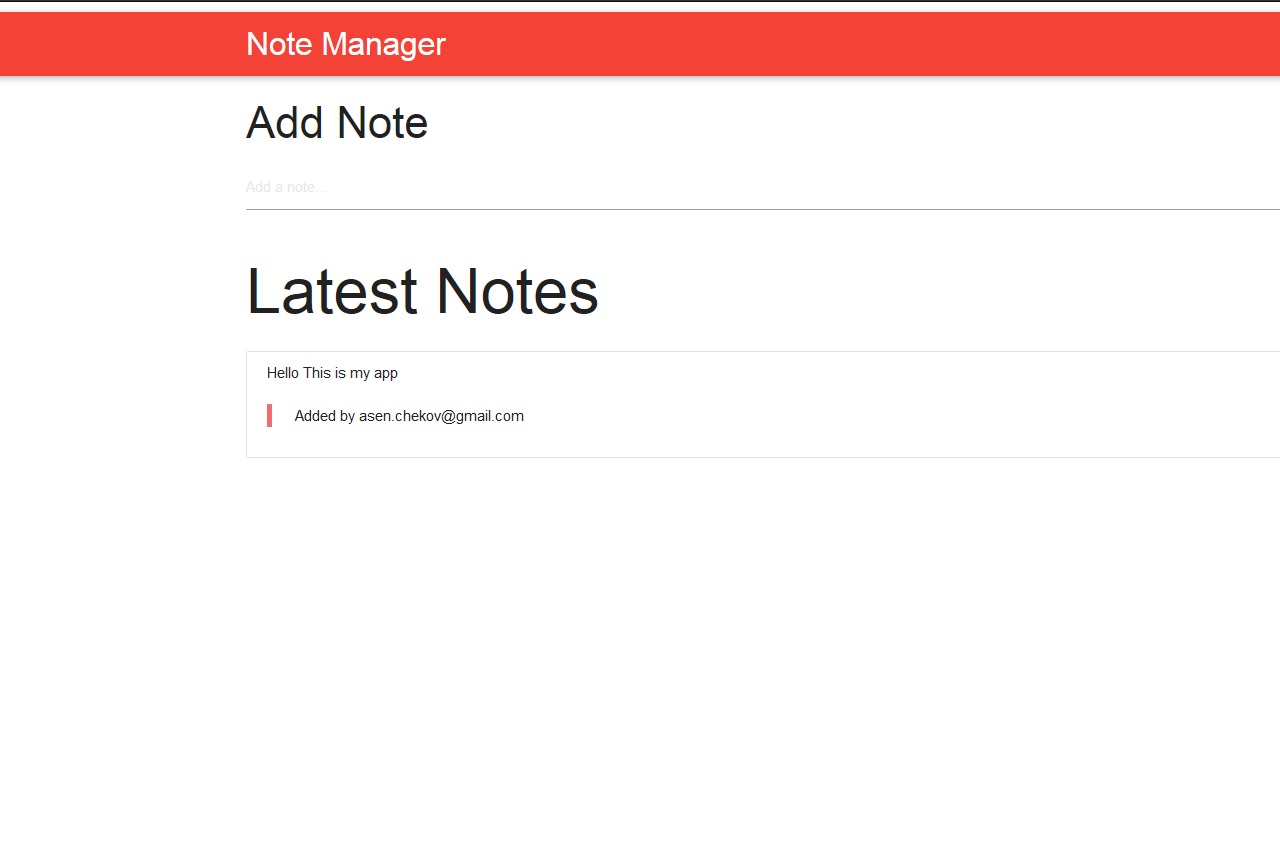 Note Manager
Add Note
Add a note...
Latest Notes
Hello This is my app
Added by asen.chekov@gmail.com